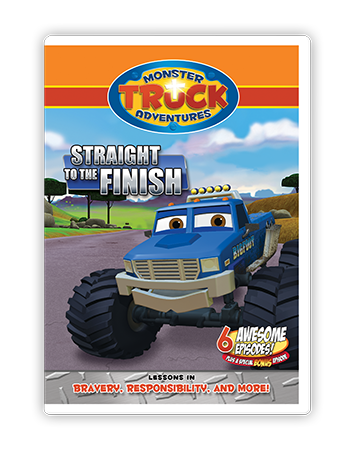 MONSTER
TRUCK
ADVENTURES
STRAIGHT
TO THE FINISH
BIGFOOT
6 AWESOME
EPISODES!
PLUS A SPECIAL BONUS EPISODE
LESSONS IN
BRAVERY, RESPONSIBILITY, AND MORE!